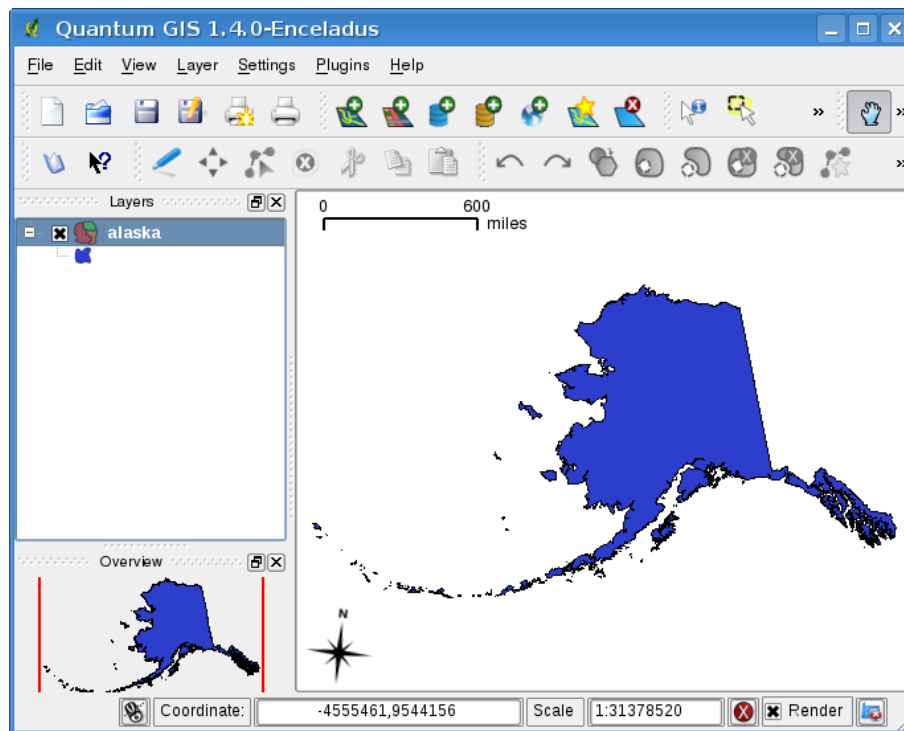 Quantum GIS 1.4.0-Enceladus
File Edit View Layer Settings Plugins Help
Layers
alaska
0 600
miles
Overview
N
Coordinate: -4555461,9544156 Scale 1:31378520 Render